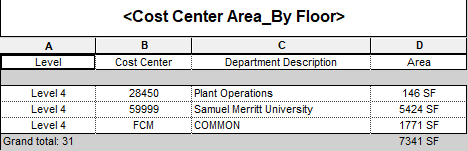 <Cost Center Area_By Floor>
A B C D
Level Cost Center Department Description Area
Level 4 28450 Plant Operations 146 SF
Level 4 59999 Samuel Merritt University 5424 SF
Level 4 FCM COMMON 1771 SF
Grand total: 31 7341 SF